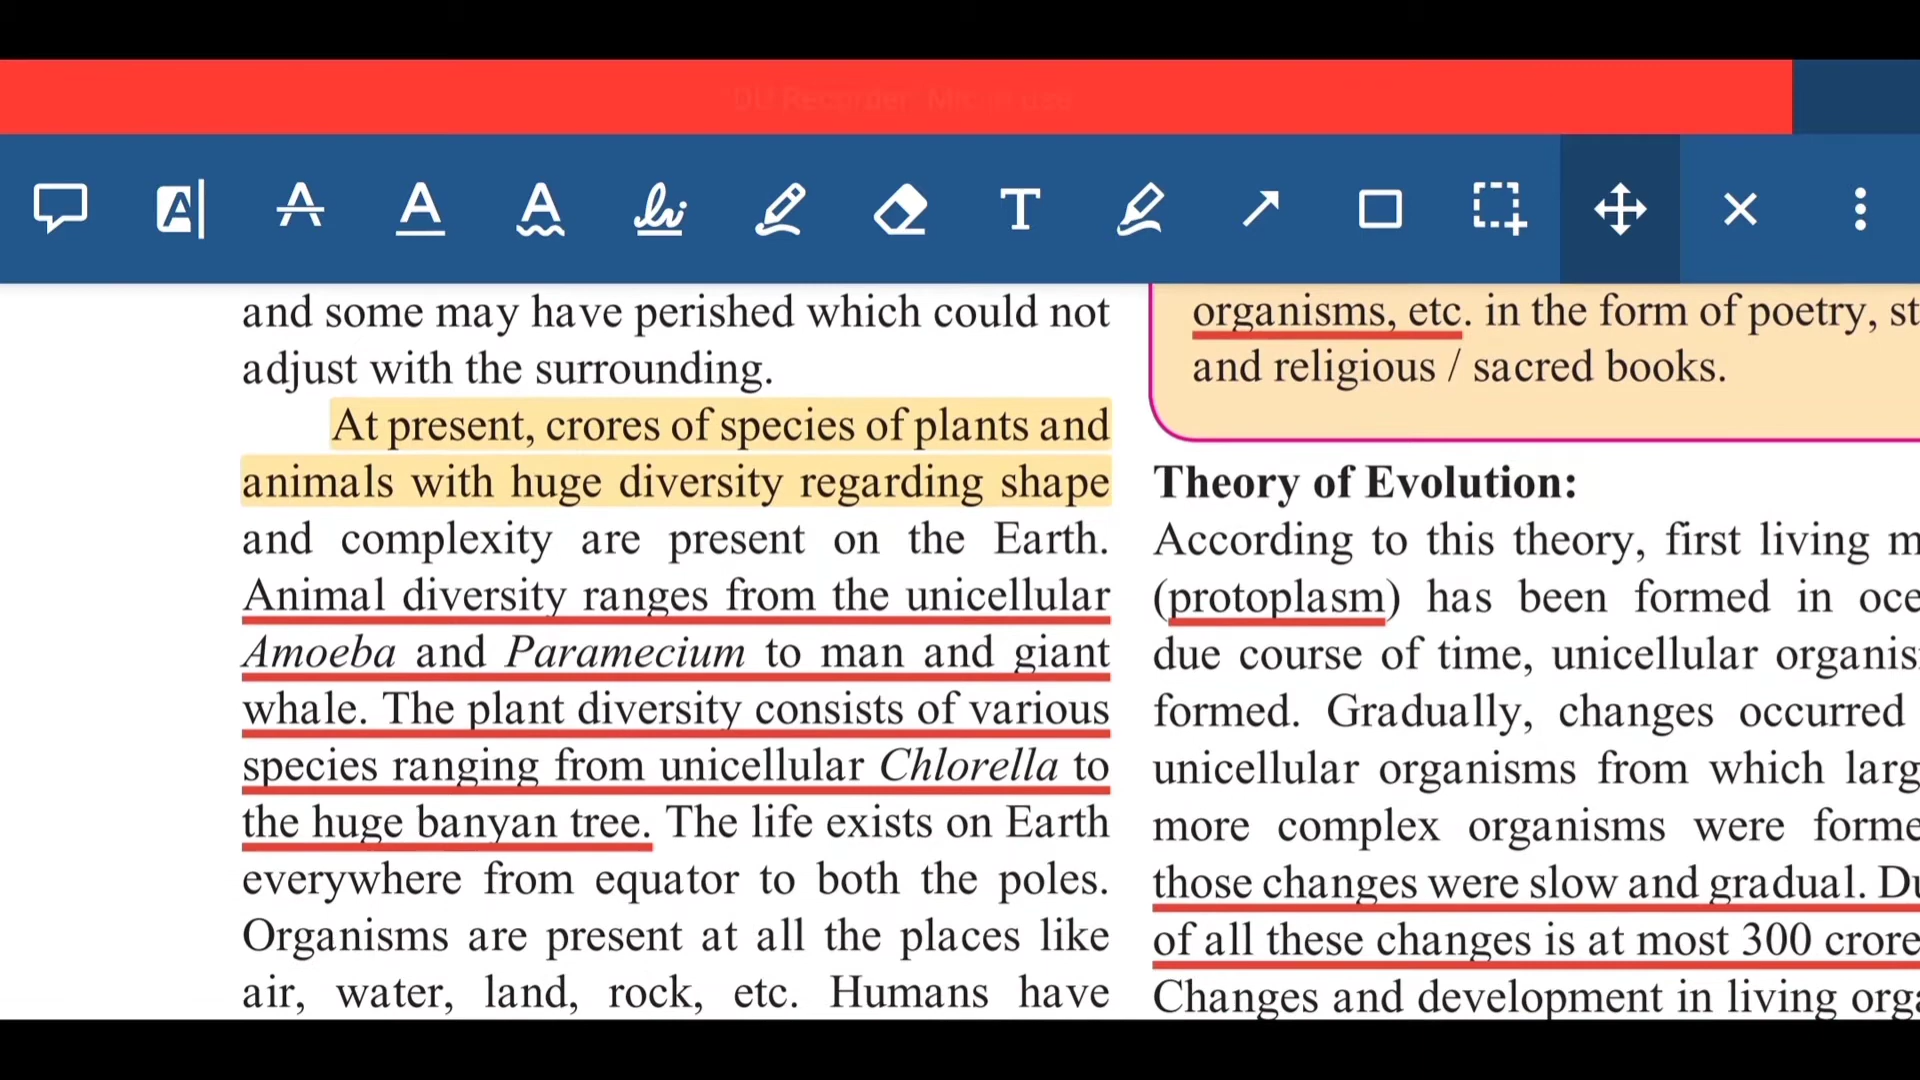 DU Recorder Mic in use
and some may have perished which could not
adjust with the surrounding.
At present, crores of species of plants and
animals with huge diversity regarding shape
and complexity are present on the Earth.
Animal diversity ranges from the unicellular
Amoeba and Paramecium to man and giant
whale. The plant diversity consists of various
species ranging from unicellular Chlorella to
the huge banyan tree. The life exists on Earth
everywhere from equator to both the poles.
Organisms are present at all the places like
air, water, land, rock, etc. Humans have
organisms, etc. in the form of poetry, st
and religious / sacred books.
Theory of Evolution:
According to this theory, first living m
(protoplasm) has been formed in oce
due course of time, unicellular organis
formed. Gradually, changes occurred
unicellular organisms from which larg
more complex organisms were forme
those changes were slow and gradual. Du
of all these changes is at most 300 crore
Changes and development in living orga